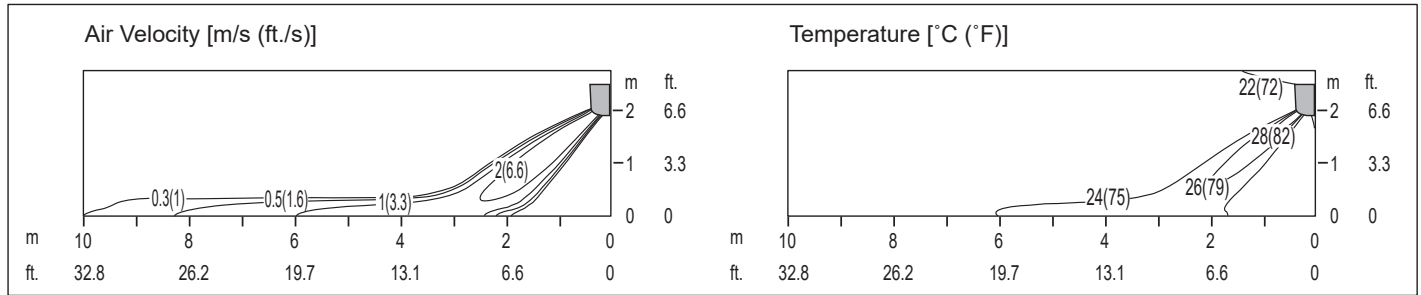 Air Velocity [m/s (ft./s)]
0.3(1)
0.5(1.6)
1(3.3)
2(6.6)
m ft.
2 6.6
1 3.3
0 0
m 10 8 6 4 2 0
ft. 32.8 26.2 19.7 13.1 6.6 0
Temperature [˚C (˚F)]
22(72)
28(82)
26(79)
24(75)
m ft.
2 6.6
1 3.3
0 0
m 10 8 6 4 2 0
ft. 32.8 26.2 19.7 13.1 6.6 0